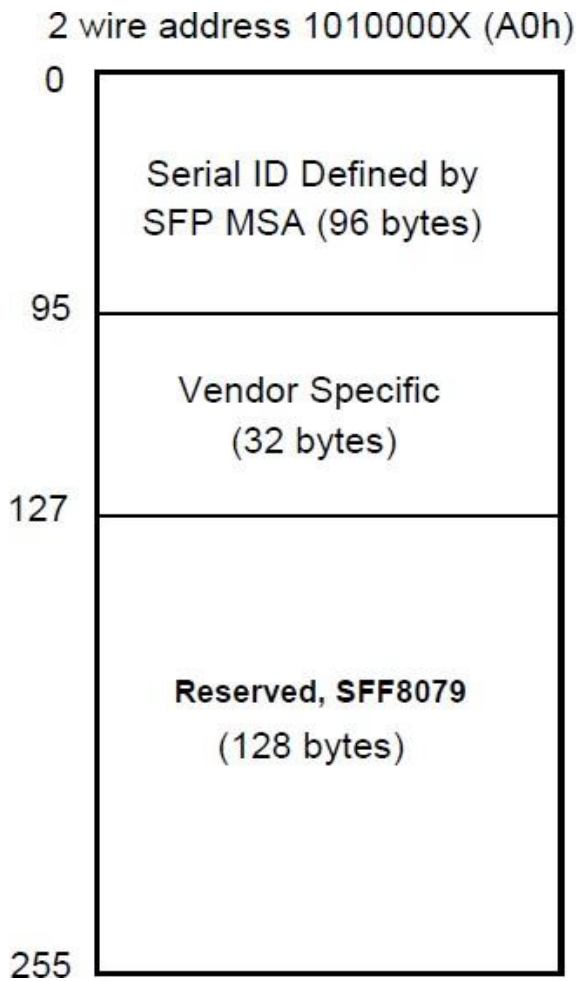 2 wire address 1010000X (A0h)
0
Serial ID Defined by
SFP MSA (96 bytes)
95
Vendor Specific
(32 bytes)
127
Reserved, SFF8079
(128 bytes)
255